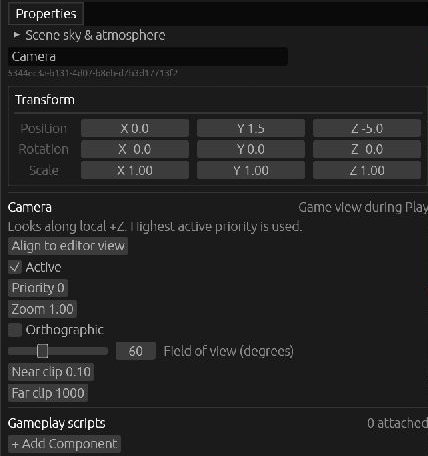 Properties
Scene sky & atmosphere
Camera
Transform
Position X 0.0 Y 1.5 Z -5.0
Rotation X -0.0 Y 0.0 Z -0.0
Scale X 1.00 Y 1.00 Z 1.00
Camera Game view during Play
Looks along local +Z. Highest active priority is used.
Align to editor view
Active
Priority 0
Zoom 1.00
Orthographic
60 Field of view (degrees)
Near clip 0.10
Far clip 1000
Gameplay scripts 0 attached
+ Add Component